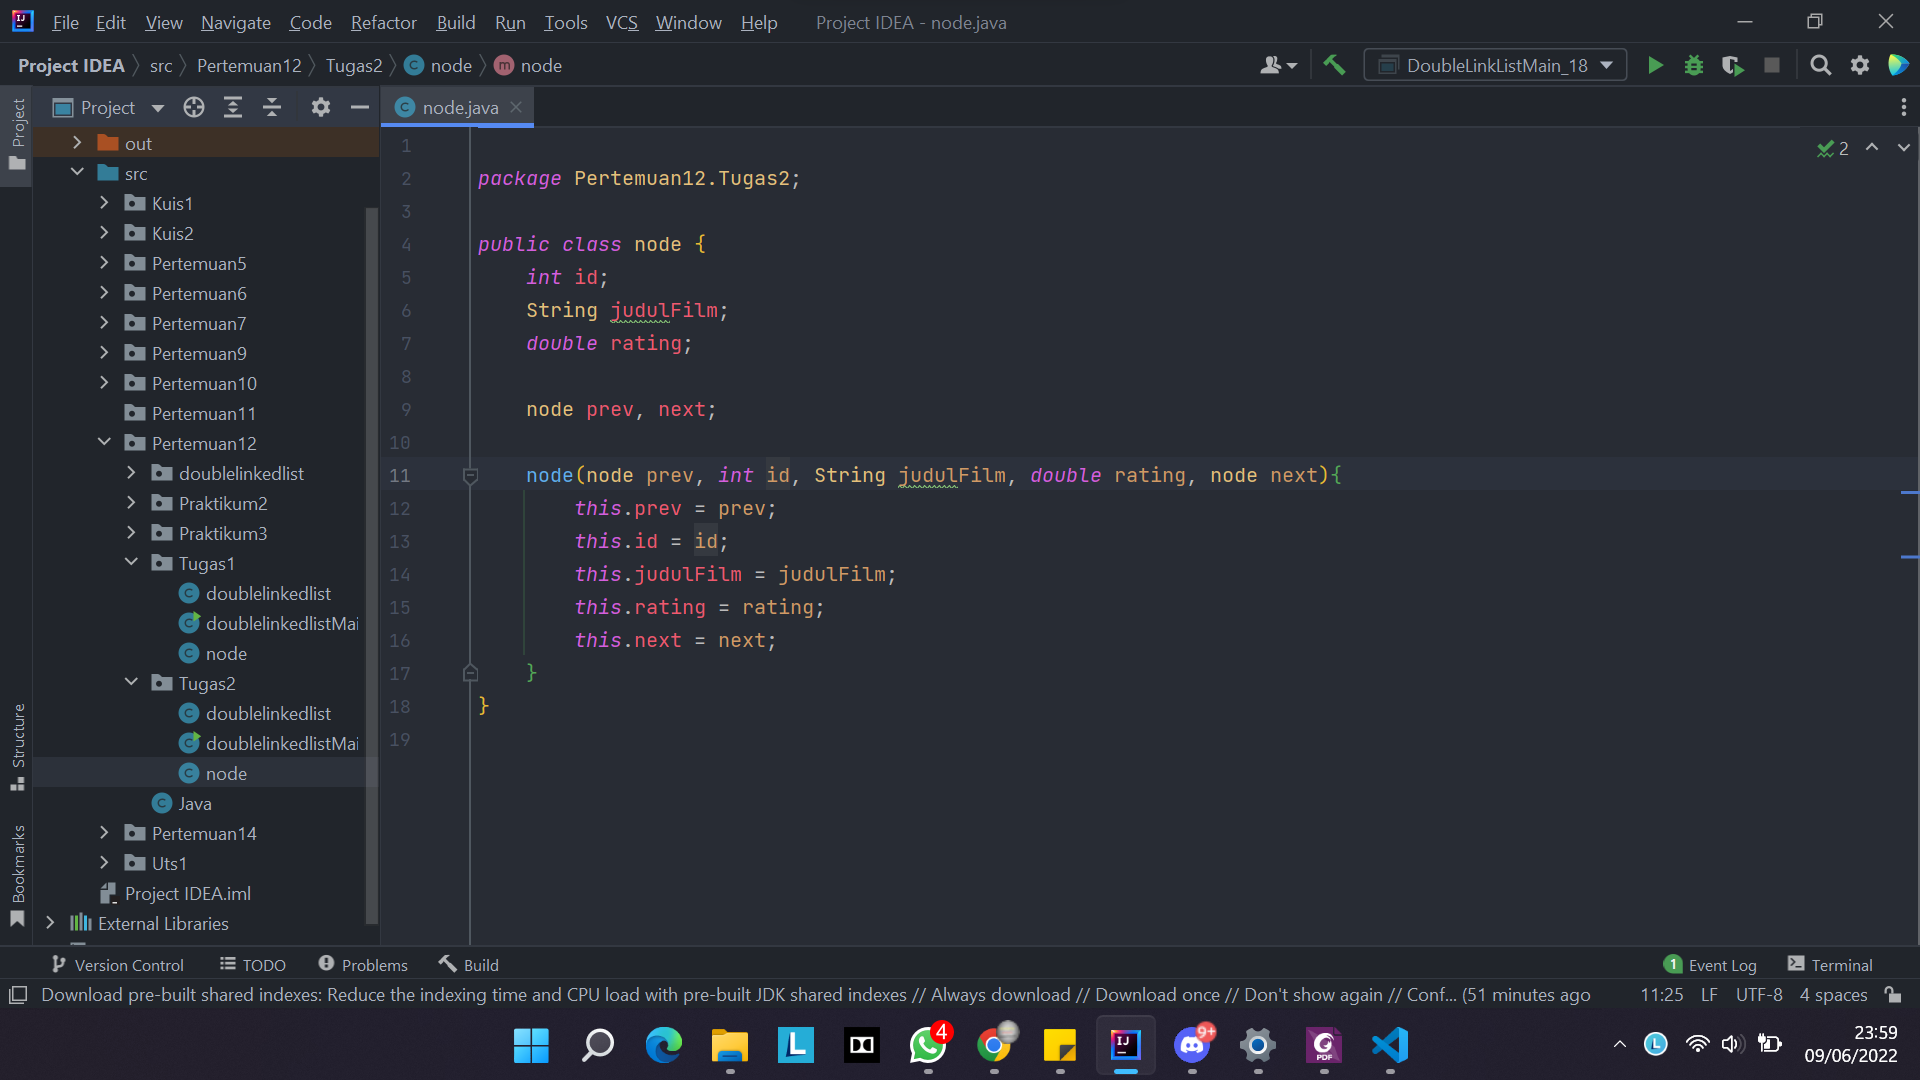 File Edit View Navigate Code Refactor Build Run Tools VCS Window Help Project IDEA - node.java
Project IDEA src Pertemuan12 Tugas2 node node DoubleLinkListMain_18
Project
Project
node.java
out
src
Kuis1
Kuis2
Pertemuan5
Pertemuan6
Pertemuan7
Pertemuan9
Pertemuan10
Pertemuan11
Pertemuan12
doublelinkedlist
Praktikum2
Praktikum3
Tugas1
doublelinkedlist
doublelinkedlistMai
node
Tugas2
doublelinkedlist
doublelinkedlistMai
node
Java
Pertemuan14
Uts1
Project IDEA.iml
External Libraries
Structure
Bookmarks
2
1
2 package Pertemuan12.Tugas2;
3
4 public class node {
5 int id;
6 String judulFilm;
7 double rating;
8
9 node prev, next;
10
11 node(node prev, int id, String judulFilm, double rating, node next){
12 this.prev = prev;
13 this.id = id;
14 this.judulFilm = judulFilm;
15 this.rating = rating;
16 this.next = next;
17 }
18 }
19
Version Control TODO Problems Build 1 Event Log Terminal
Download pre-built shared indexes: Reduce the indexing time and CPU load with pre-built JDK shared indexes // Always download // Download once // Don't show again // Conf... (51 minutes ago 11:25 LF UTF-8 4 spaces
L 4 IJ 9+ PDF L
23:59
09/06/2022